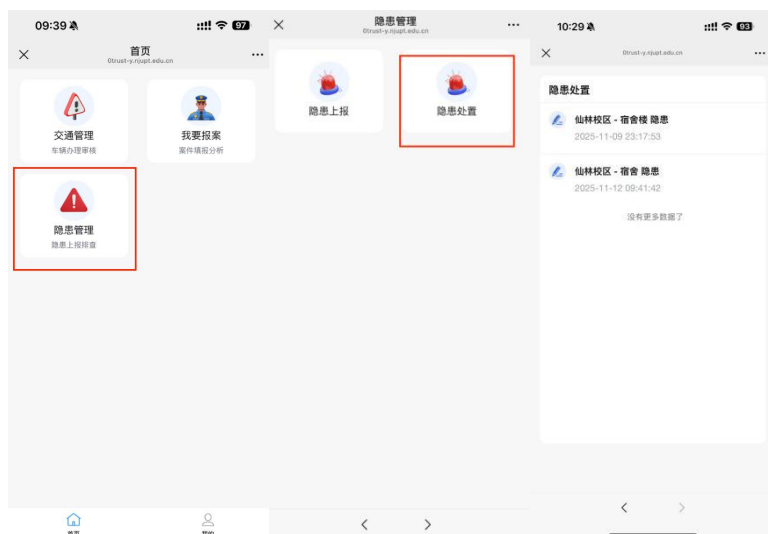 09:39
97
首页
0trust-y.njupt.edu.cn
交通管理
车辆办理审核
我要报案
案件填报分析
隐患管理
隐患上报排查
首页
我的
隐患管理
0trust-y.njupt.edu.cn
隐患上报
隐患处置
10:29
93
0trust-y.njupt.edu.cn
隐患处置
仙林校区 - 宿舍楼 隐患
2025-11-09 23:17:53
仙林校区 - 宿舍 隐患
2025-11-12 09:41:42
没有更多数据了